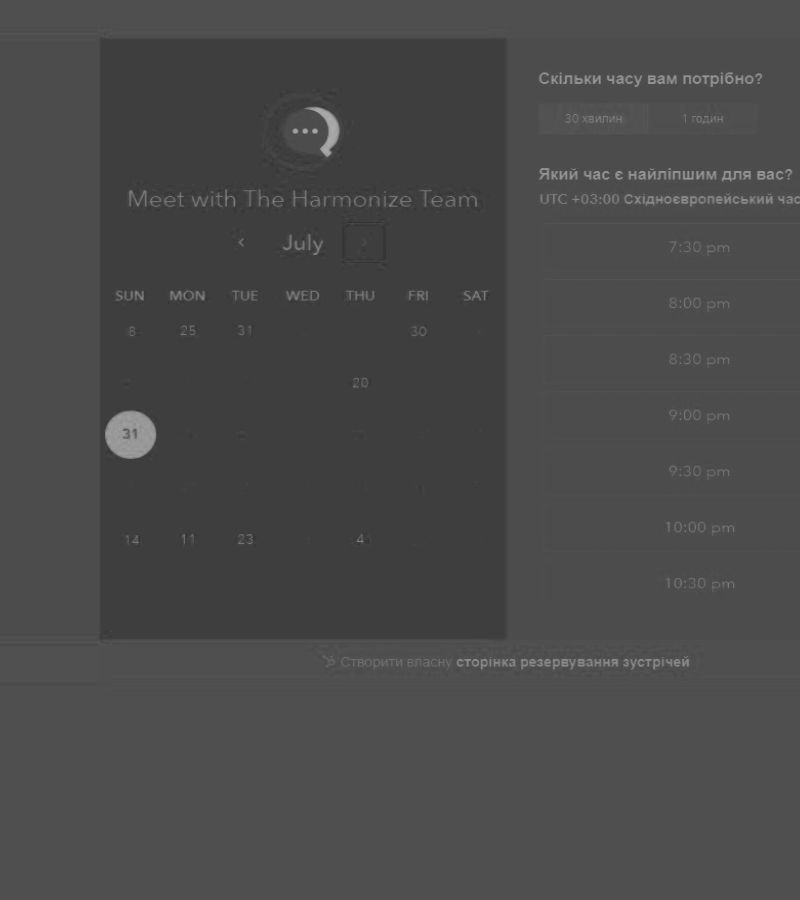 Meet with The Harmonize Team
July
SUN MON TUE WED THU FRI SAT
8 25 31 30
20
31
14 11 23 4
Скільки часу вам потрібно?
30 хвилин 1 годин
Який час є найліпшим для вас?
UTC +03:00 Східноєвропейський час
7:30 pm
8:00 pm
8:30 pm
9:00 pm
9:30 pm
10:00 pm
10:30 pm
Створити власну сторінка резервування зустрічей